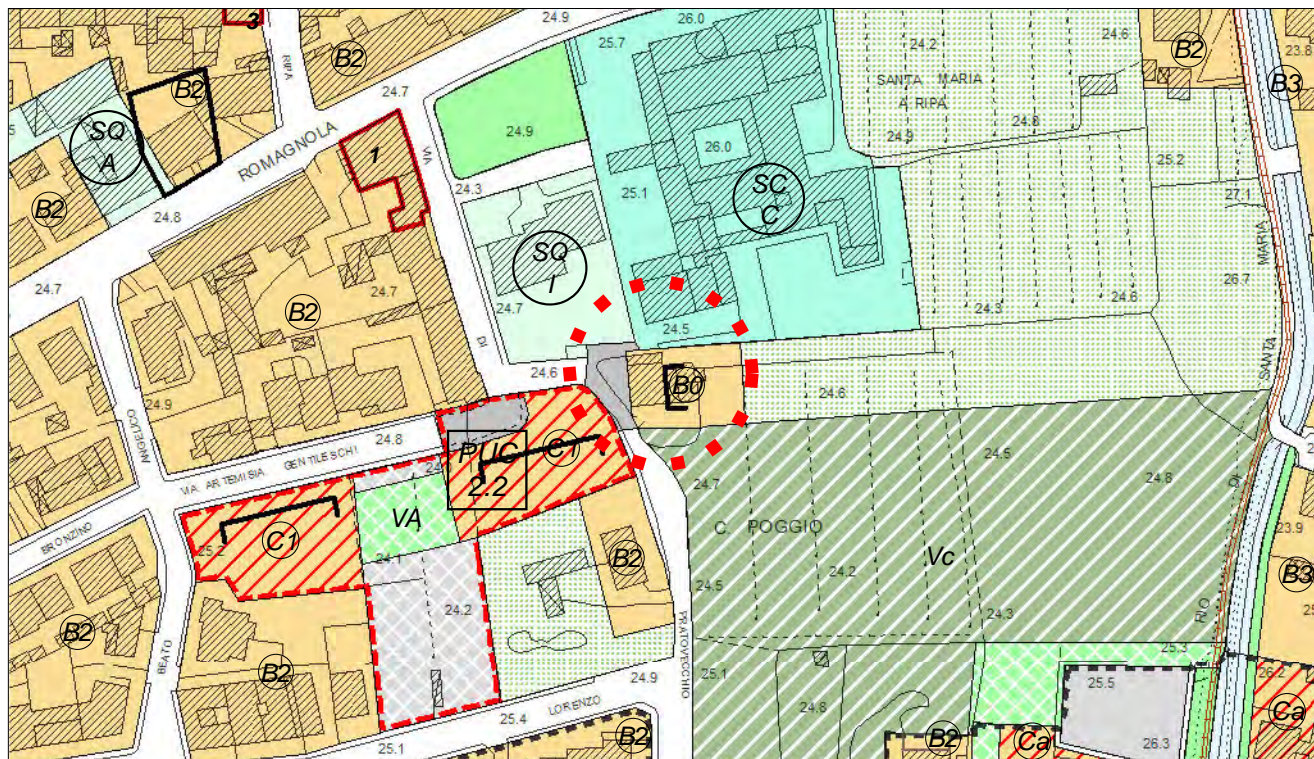 24.9
26.0
25.7
24.2
24.6
B2
23.8
3
B2
RIPA
B2
24.7
B3
SANTA MARIA
A RIPA
SQ
A
ROMAGNOLA
1
VIA
24.9
26.0
24.9
24.8
25.2
24.3
25.1
SC
C
27.1
B2
24.8
SQ
I
MARIA
26.7
24.7
24.7
24.7
24.3
24.6
B2
24.5
DI
SANTA
24.6
B0
24.6
24.9
ANGELICO
24.8
VIA ARTEMISIA GENTILESCHI
PUC
2.2
C1
24.5
24.8
24.7
DI
BRONZINO
VA
C POGGIO
23.9
25.2
C1
24.1
B2
24.2
Vc
B3
24.5
24.2
24.3
RIO
B2
BEATO
PRATOVECCHIO
25.3
B2
24.9
25.1
25.5
26.2
LORENZO
24.8
Ca
25.4
B2
B2
Ca
25.1
26.3